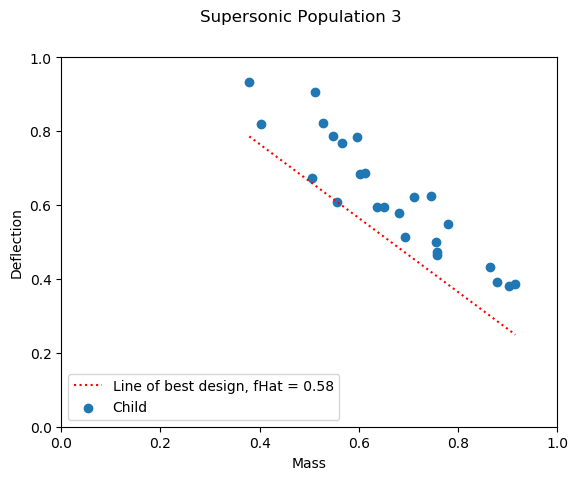 Supersonic Population 3
1.0
0.8
0.6
0.4
0.2
0.0
Deflection
Line of best design, fHat = 0.58
Child
0.0 0.2 0.4 0.6 0.8 1.0
Mass